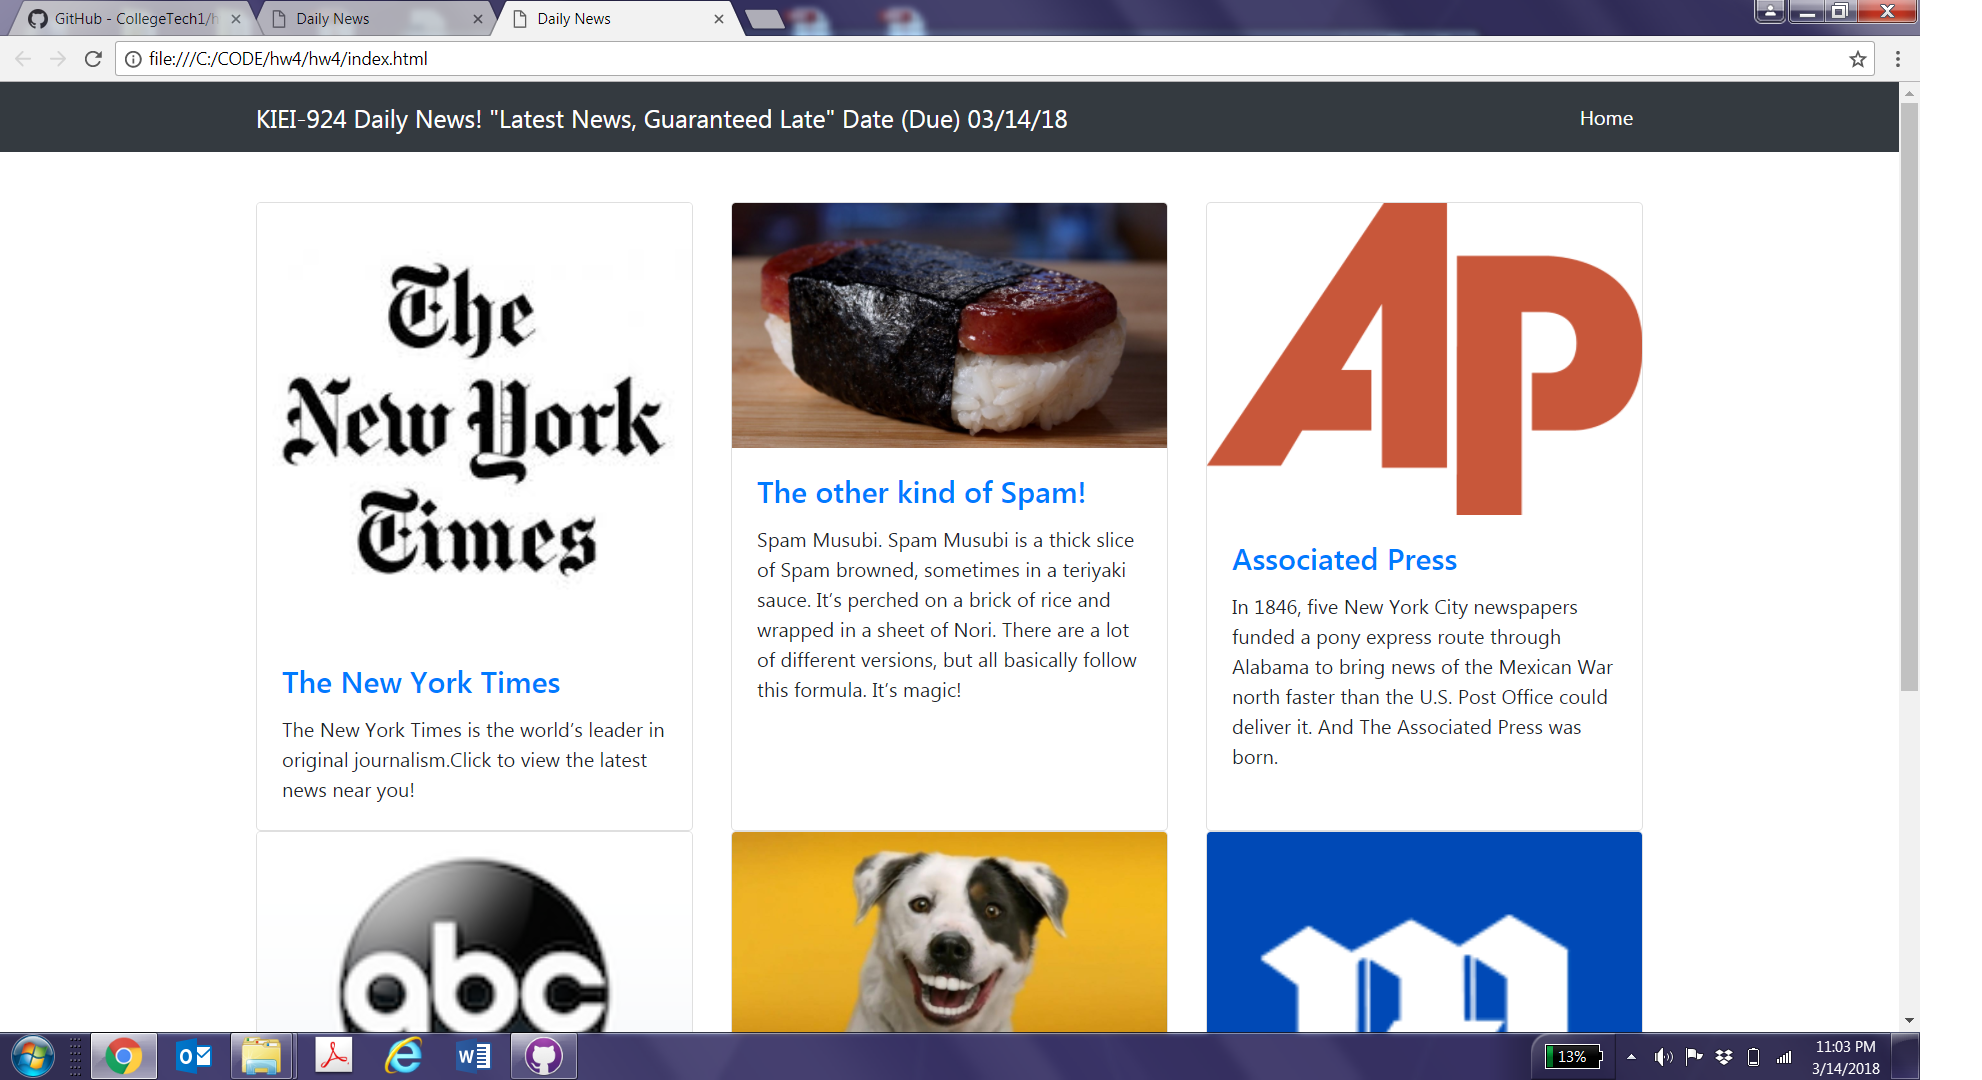 GitHub - CollegeTech1/h
Daily News
Daily News
file:///C:/CODE/hw4/hw4/index.html
KIEI-924 Daily News! "Latest News, Guaranteed Late" Date (Due) 03/14/18
Home
The
New York
Times
The New York Times
The New York Times is the world’s leader in
original journalism.Click to view the latest
news near you!
The other kind of Spam!
Spam Musubi. Spam Musubi is a thick slice
of Spam browned, sometimes in a teriyaki
sauce. It’s perched on a brick of rice and
wrapped in a sheet of Nori. There are a lot
of different versions, but all basically follow
this formula. It’s magic!
AP
Associated Press
In 1846, five New York City newspapers
funded a pony express route through
Alabama to bring news of the Mexican War
north faster than the U.S. Post Office could
deliver it. And The Associated Press was
born.
abc
13%
11:03 PM
3/14/2018